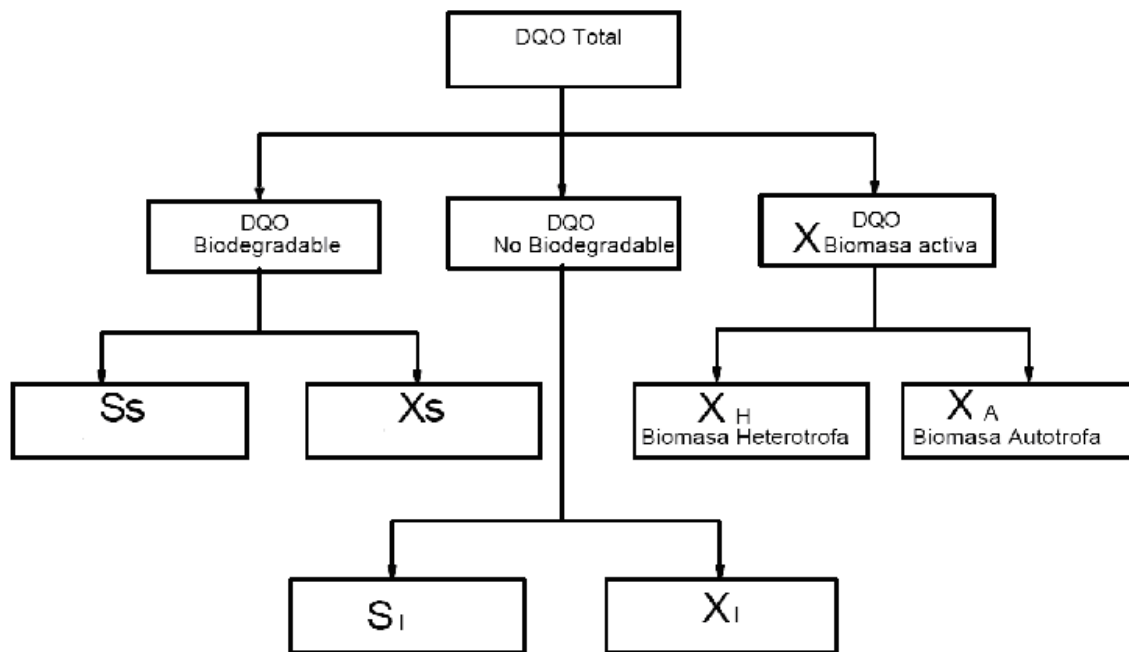 DQO Total
DQO
Biodegradable
DQO
No Biodegradable
DQO
X Biomasa activa
Ss
Xs
X H
Biomasa Heterotrofa
X A
Biomasa Autotrofa
S I
X I